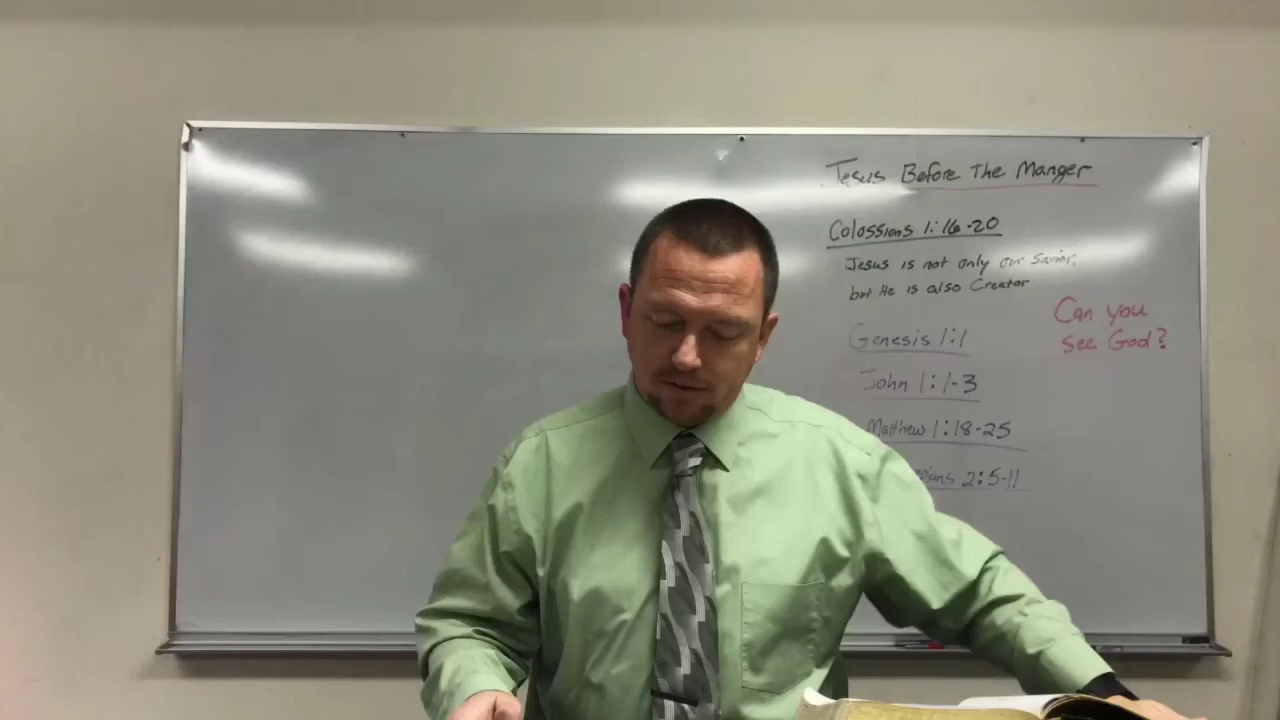 Jesus Before The Manger
Colossians 1:16-20
Jesus is not only our Savior,
but He is also Creator
Can you
see God?
Genesis 1:1
John 1:1-3
Matthew 1:18-25
2:5-11